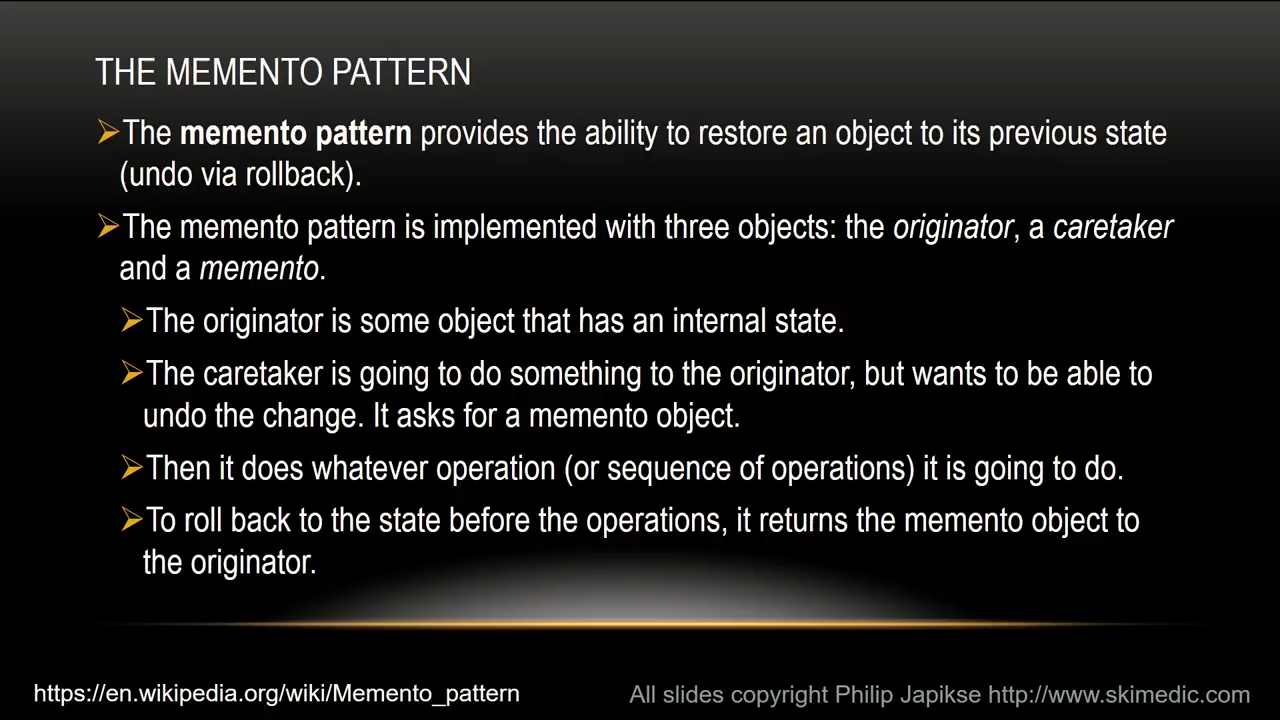 THE MEMENTO PATTERN
The memento pattern provides the ability to restore an object to its previous state
(undo via rollback).
The memento pattern is implemented with three objects: the originator, a caretaker
and a memento.
The originator is some object that has an internal state.
The caretaker is going to do something to the originator, but wants to be able to
undo the change. It asks for a memento object.
Then it does whatever operation (or sequence of operations) it is going to do.
To roll back to the state before the operations, it returns the memento object to
the originator.
https://en.wikipedia.org/wiki/Memento_pattern
All slides copyright Philip Japikse http://www.skimedic.com